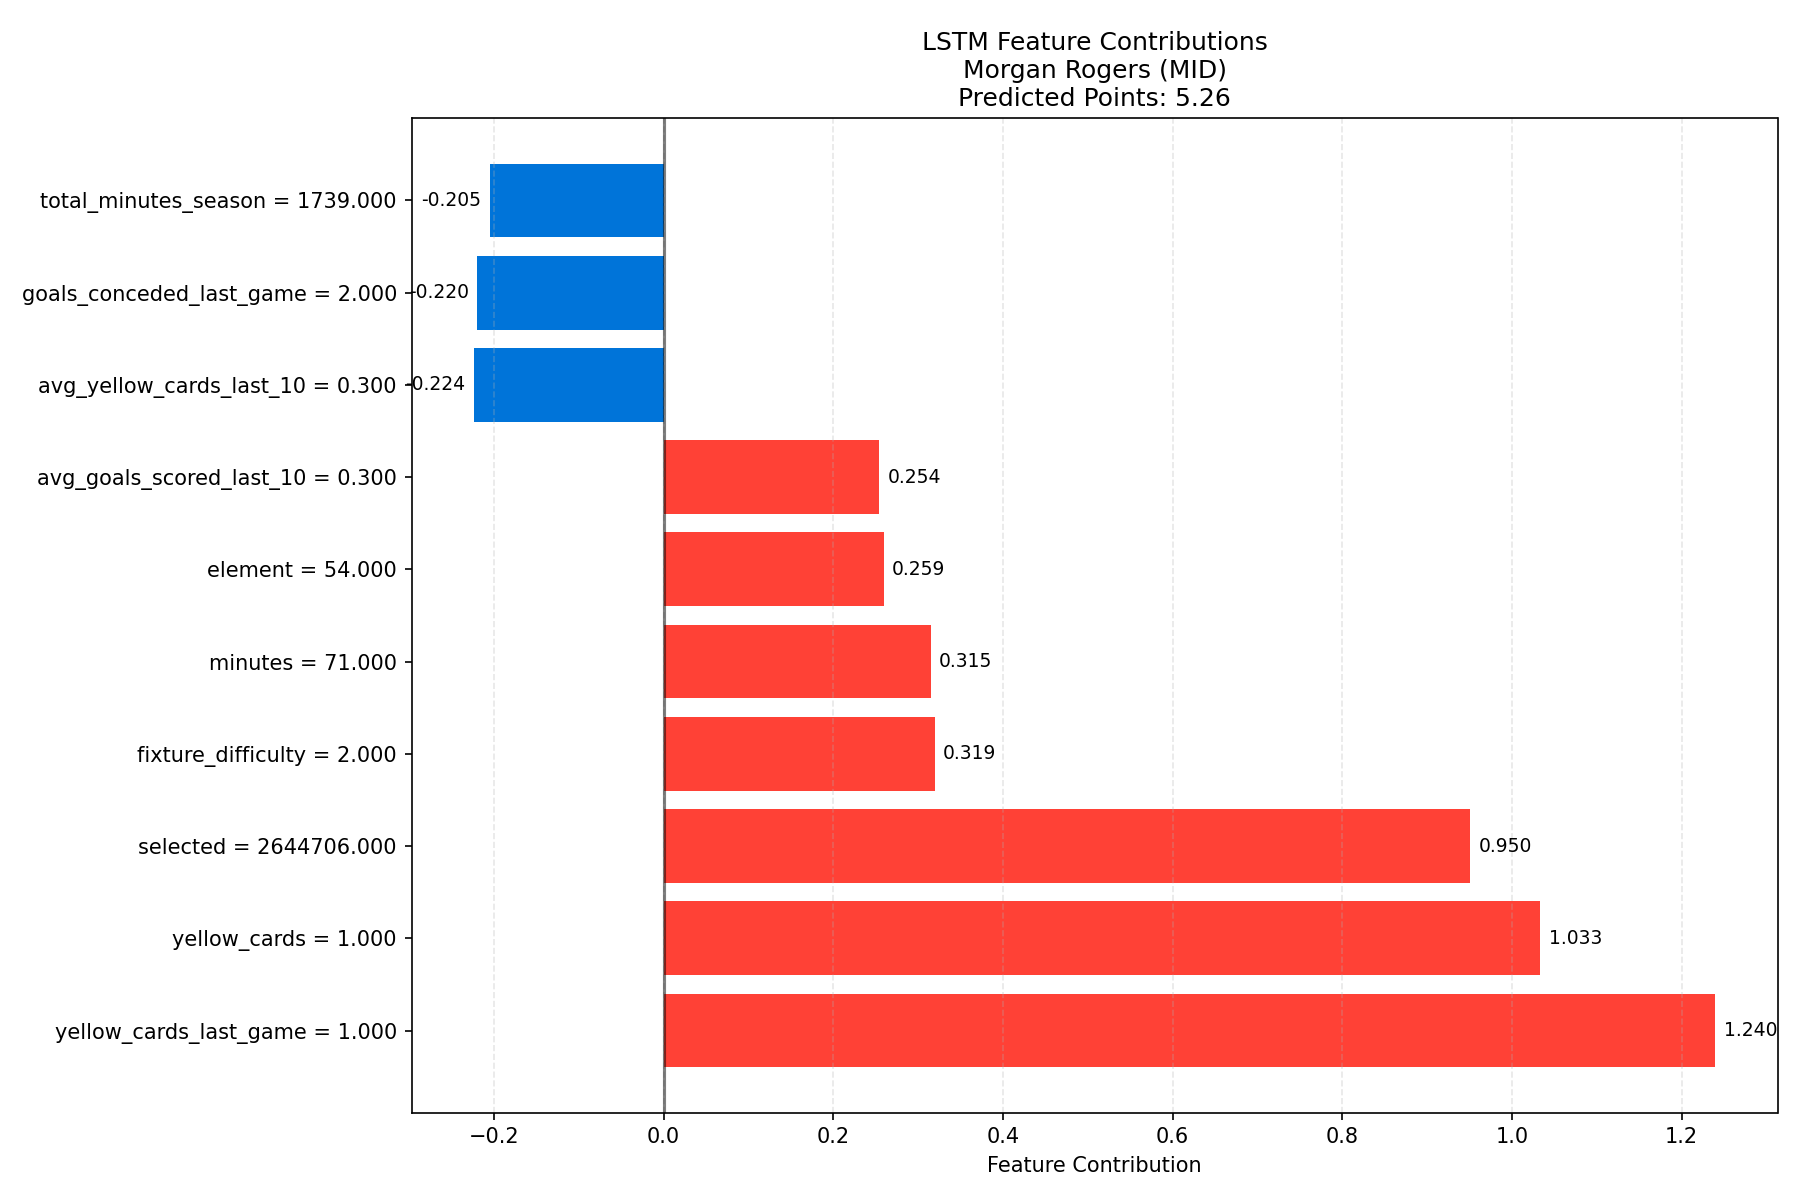 LSTM Feature Contributions
Morgan Rogers (MID)
Predicted Points: 5.26
total_minutes_season = 1739.000
-0.205
goals_conceded_last_game = 2.000
-0.220
avg_yellow_cards_last_10 = 0.300
-0.224
avg_goals_scored_last_10 = 0.300
0.254
element = 54.000
0.259
minutes = 71.000
0.315
fixture_difficulty = 2.000
0.319
selected = 2644706.000
0.950
yellow_cards = 1.000
1.033
yellow_cards_last_game = 1.000
1.240
−0.2 0.0 0.2 0.4 0.6 0.8 1.0 1.2
Feature Contribution